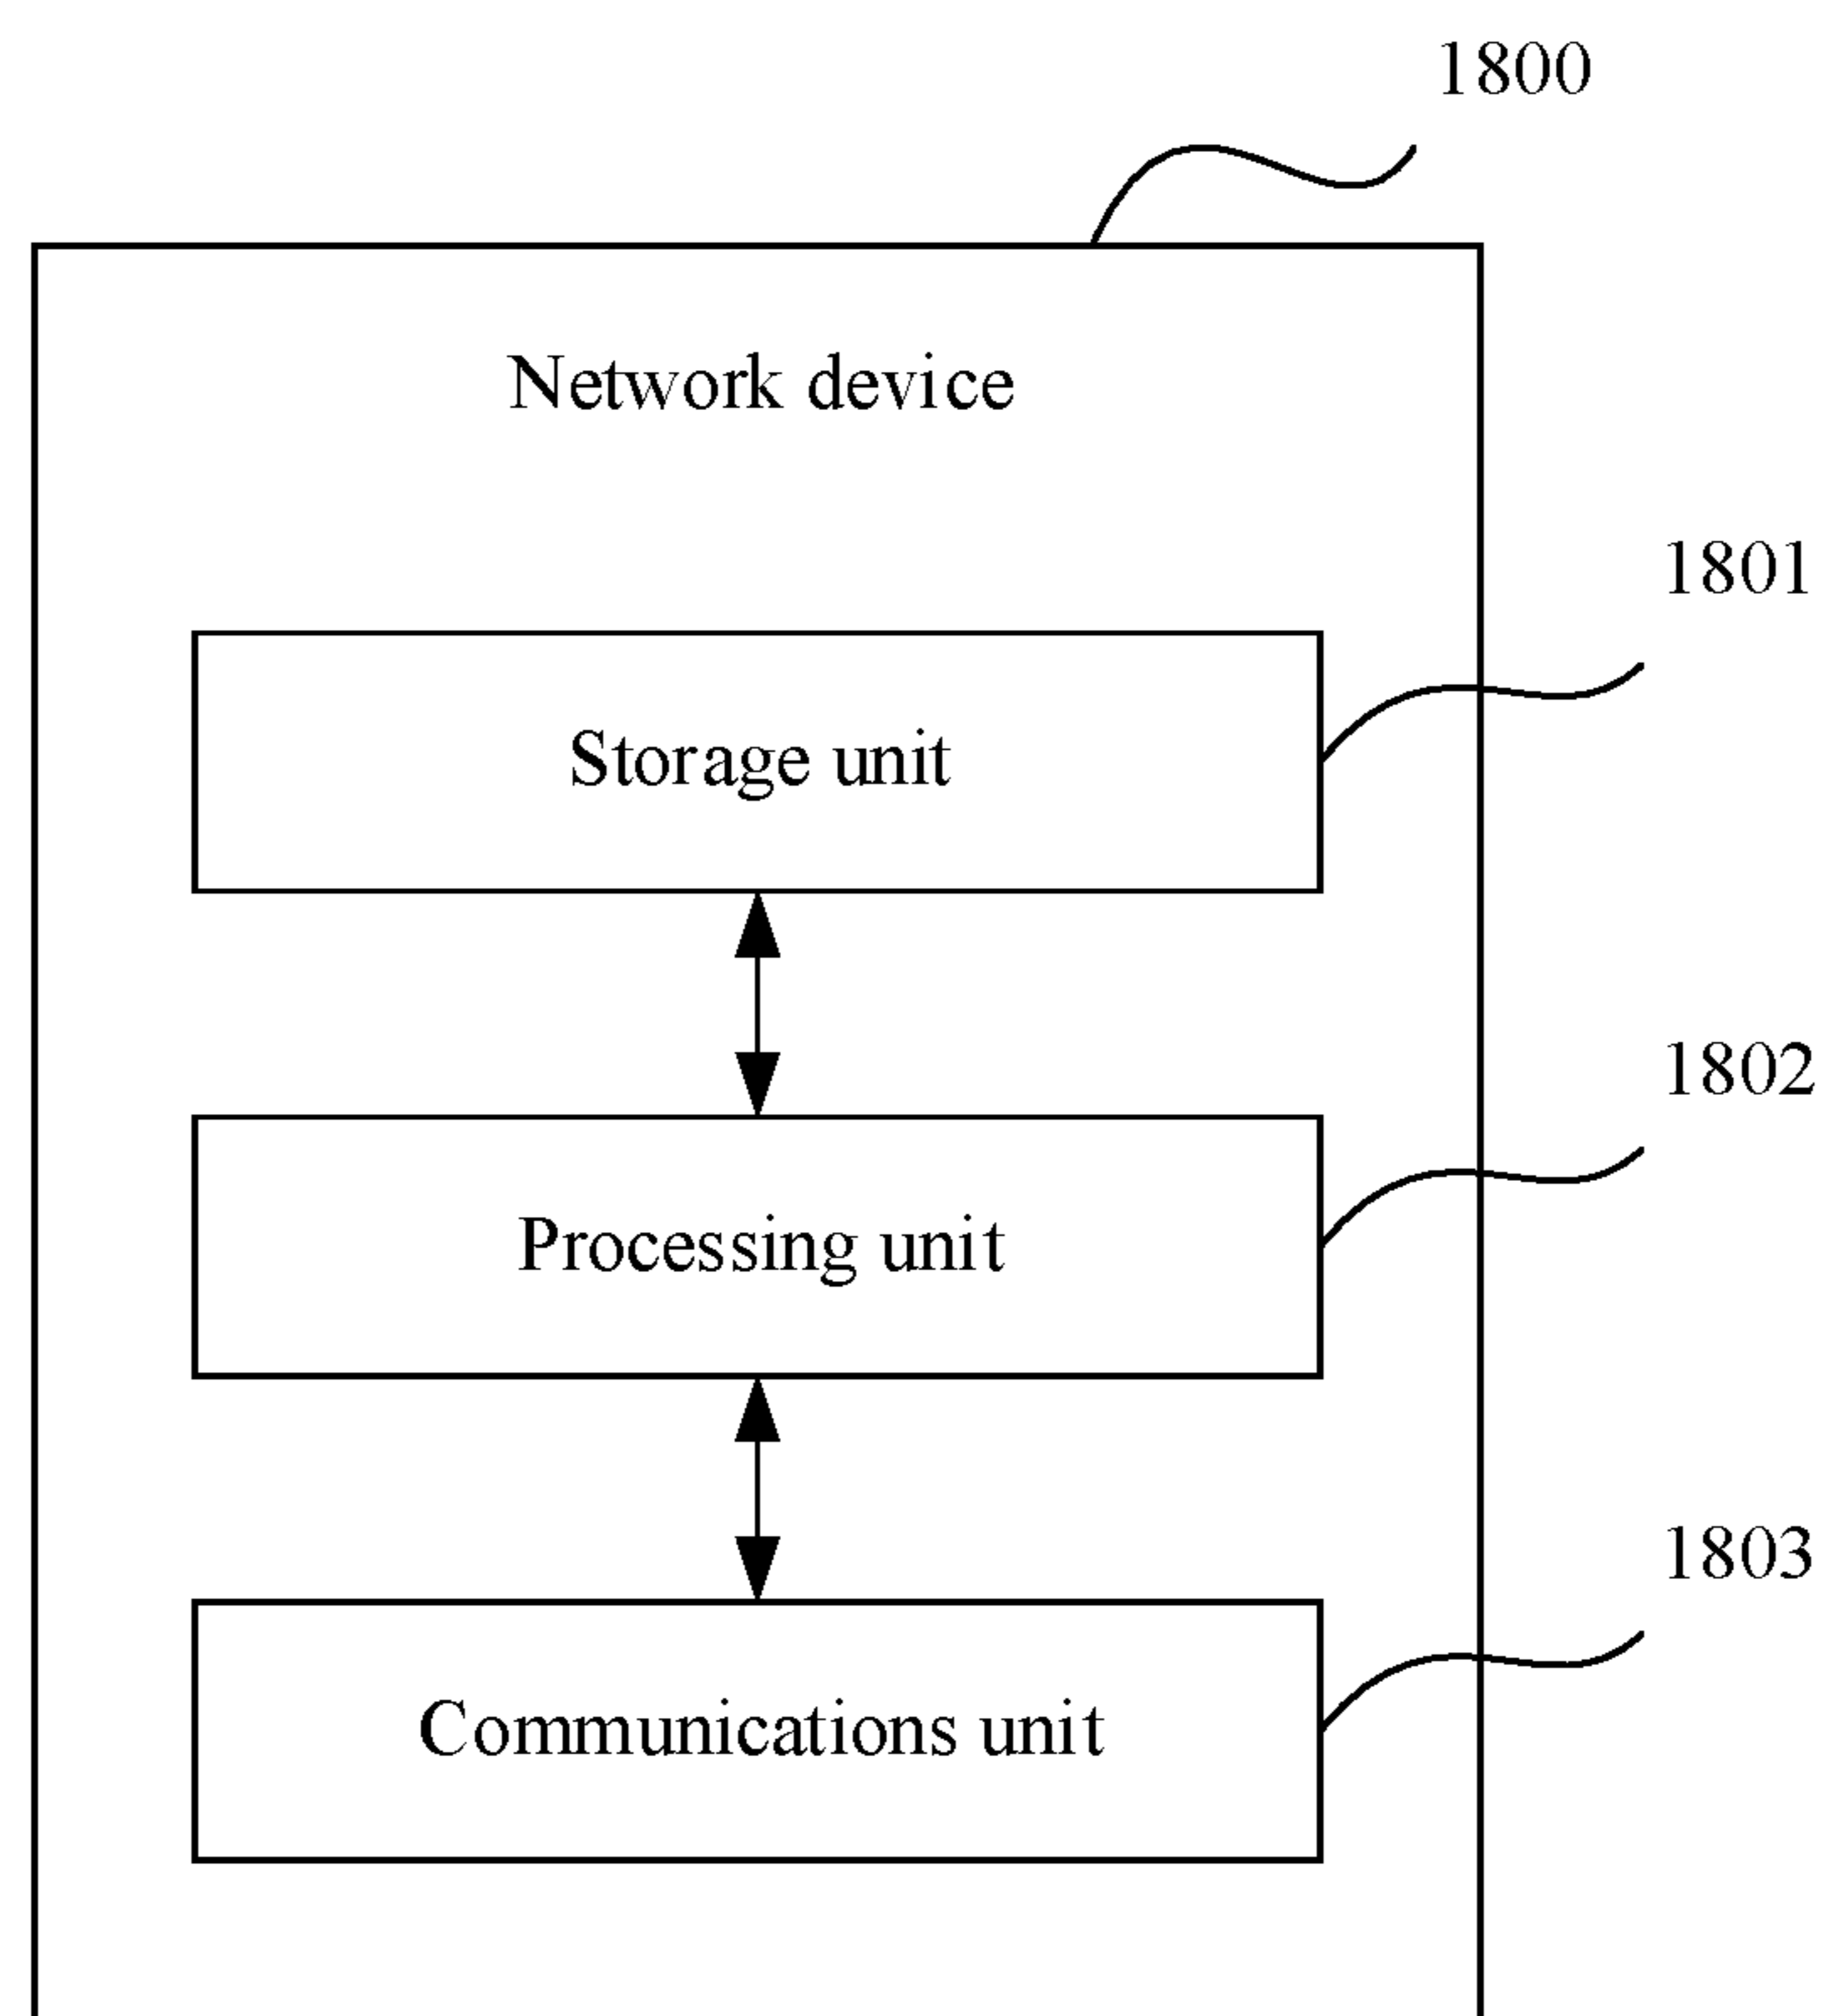 1800
Network device
1801
Storage unit
1802
Processing unit
1803
Communications unit